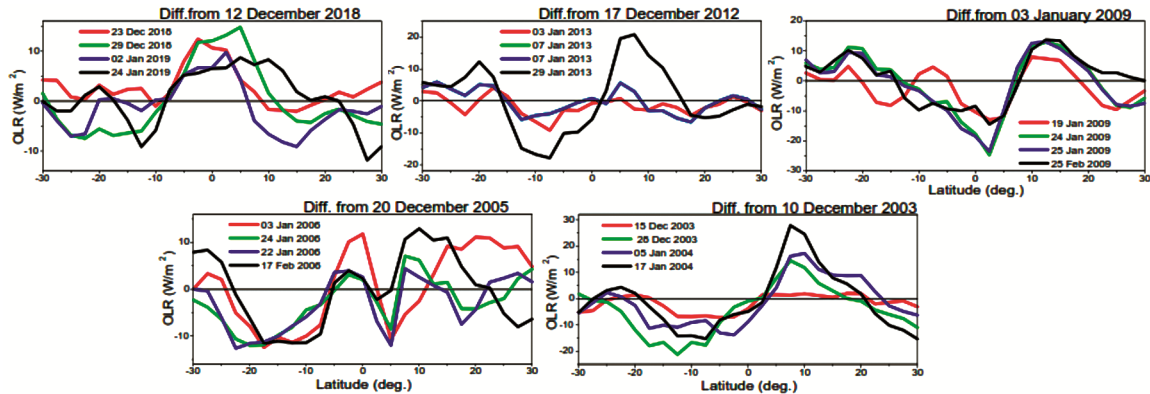 Diff.from 12 December 2018
23 Dec 2018
29 Dec 2018
02 Jan 2019
24 Jan 2019
OLR (W/m²)
10
0
-10
-30 -20 -10 0 10 20 30
Diff.from 17 December 2012
03 Jan 2013
07 Jan 2013
07 Jan 2013
29 Jan 2013
OLR (W/m²)
20
10
0
-10
-20
-30 -20 -10 0 10 20 30
Diff.from 03 January 2009
19 Jan 2009
24 Jan 2009
25 Jan 2009
25 Feb 2009
OLR (W/m²)
20
10
0
-10
-20
-30
-30 -20 -10 0 10 20 30
Latitude (deg.)
Diff. from 20 December 2005
03 Jan 2006
24 Jan 2006
22 Jan 2006
17 Feb 2006
OLR (W/m²)
10
0
-10
-30 -20 -10 0 10 20 30
Latitude (deg.)
Diff. from 10 December 2003
15 Dec 2003
26 Dec 2003
05 Jan 2004
17 Jan 2004
OLR (W/m²)
30
20
10
0
-10
-20
-30 -20 -10 0 10 20 30
Latitude (deg.)